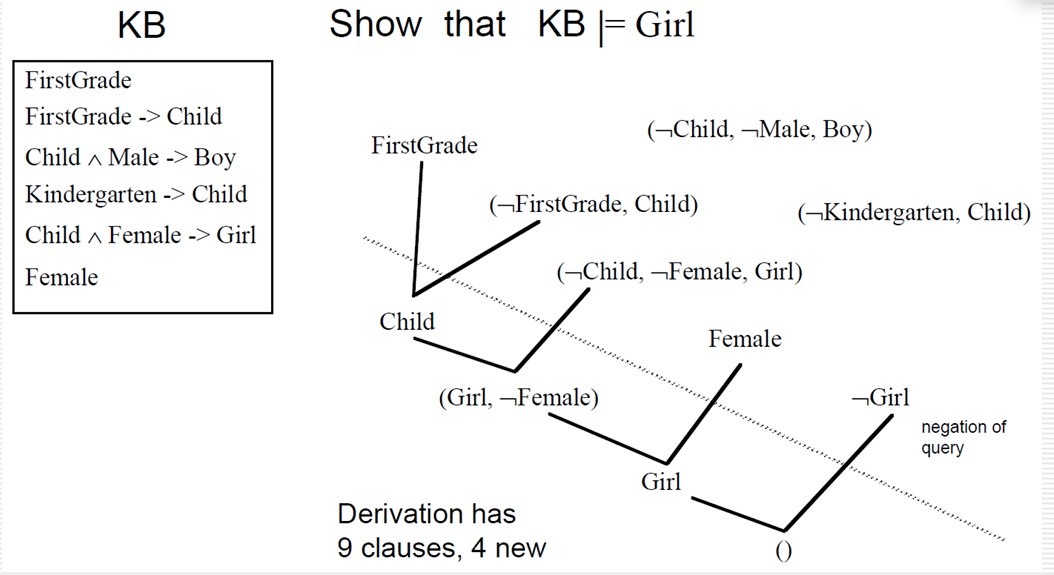 KB
Show that KB |= Girl
FirstGrade
FirstGrade -> Child
Child ∧ Male -> Boy
Kindergarten -> Child
Child ∧ Female -> Girl
Female
(¬Child, ¬Male, Boy)
FirstGrade
(¬FirstGrade, Child)
(¬Kindergarten, Child)
(¬Child, ¬Female, Girl)
Child
Female
(Girl, ¬Female)
¬Girl
negation of
query
Girl
Derivation has
9 clauses, 4 new
()